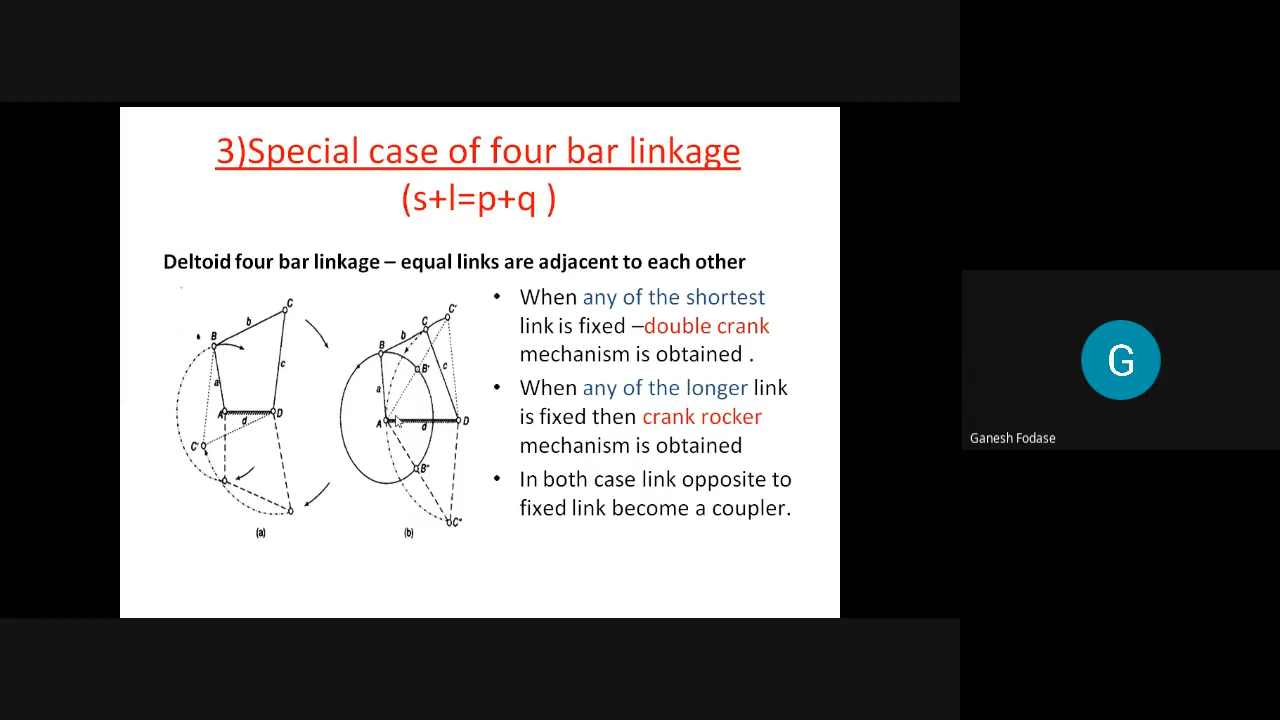 3)Special case of four bar linkage
(s+l=p+q )
Deltoid four bar linkage – equal links are adjacent to each other
• When any of the shortest
link is fixed –double crank
mechanism is obtained .
• When any of the longer link
is fixed then crank rocker
mechanism is obtained
• In both case link opposite to
fixed link become a coupler.
C
b
B
a
c
A
d
D
C'
(a)
C'
C
b
B
B'
c
a
A
d
D
B"
C"
(b)
G
Ganesh Fodase